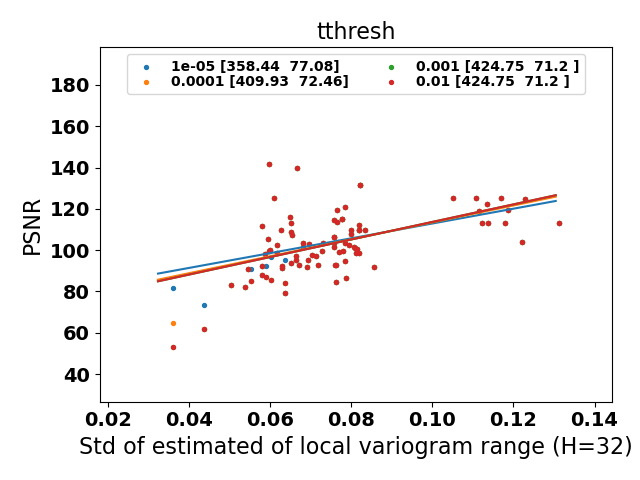 tthresh
1e-05 [358.44  77.08]
0.0001 [409.93  72.46]
0.001 [424.75  71.2 ]
0.01 [424.75  71.2 ]
180
160
140
120
100
80
60
40
PSNR
0.02 0.04 0.06 0.08 0.10 0.12 0.14
Std of estimated of local variogram range (H=32)